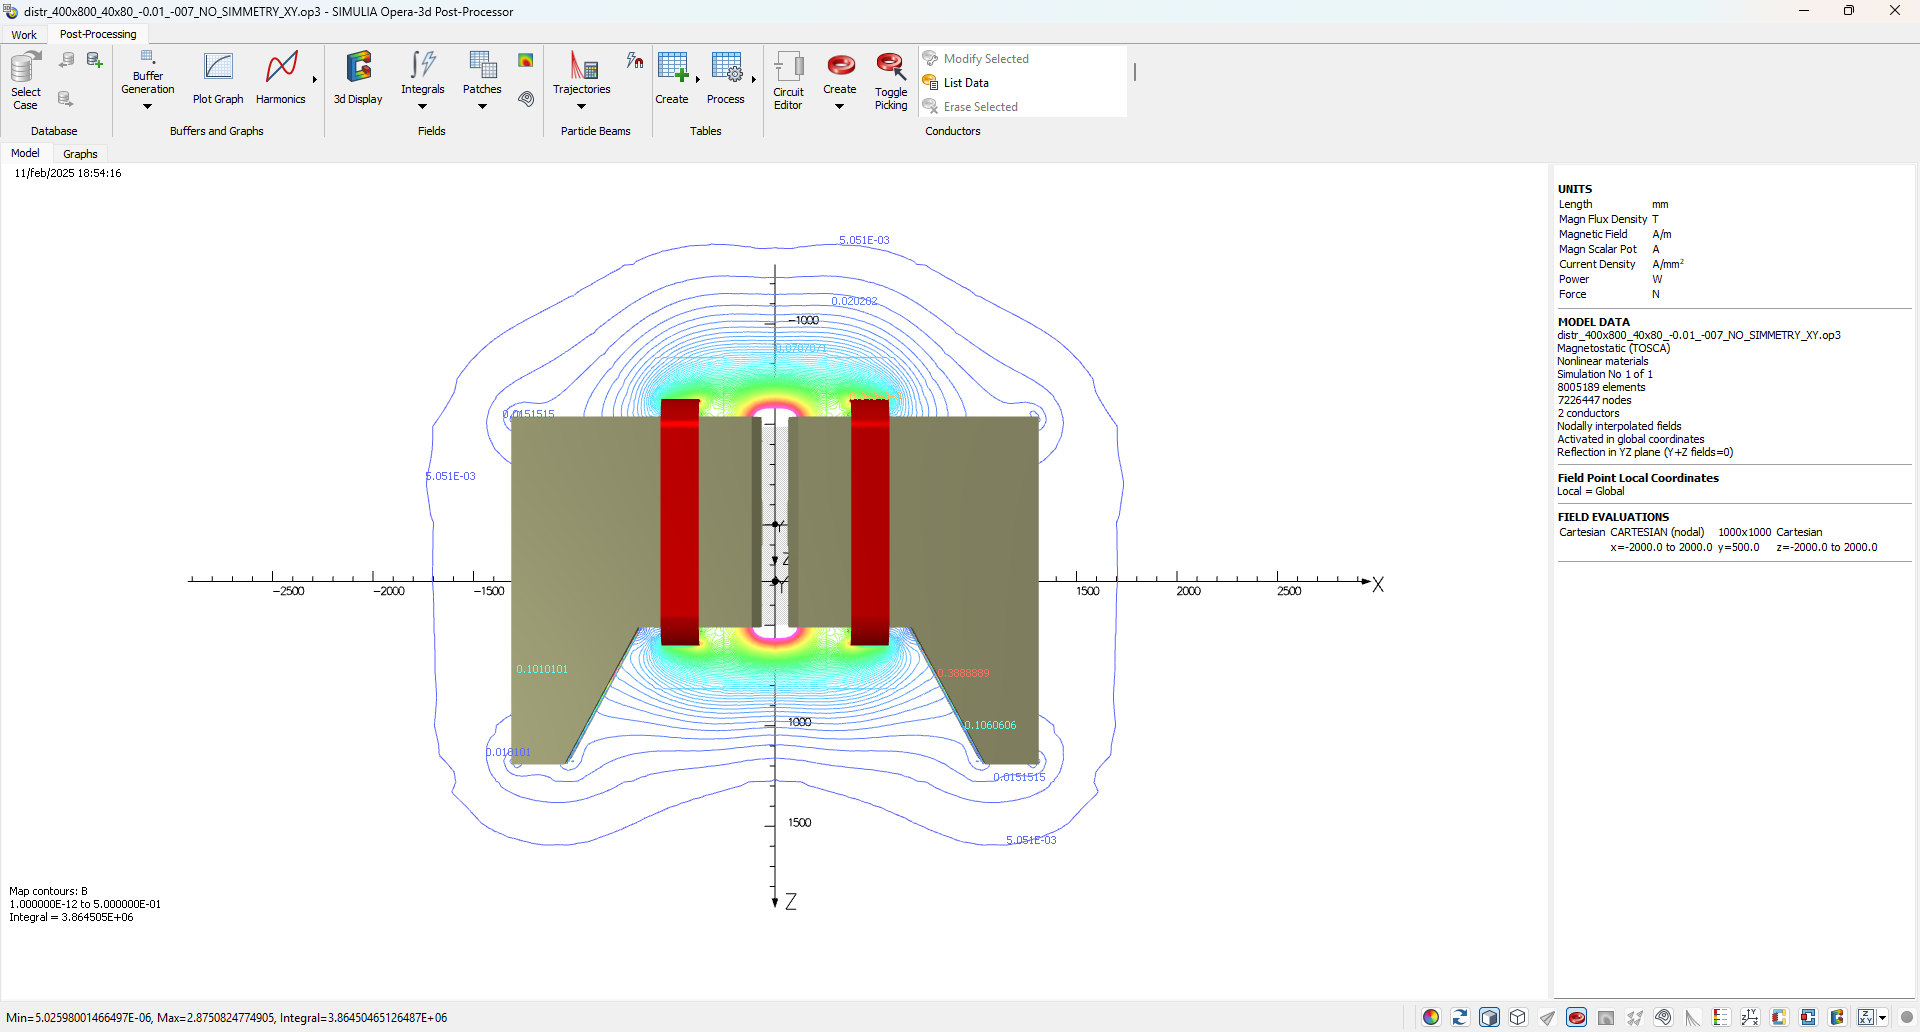 distr_400x800_40x80_-0.01_-007_NO_SIMMETRY_XY.op3 - SIMULIA Opera-3d Post-Processor
Work Post-Processing
Select Case
Buffer Generation
Plot Graph
Harmonics
3d Display
Integrals
Patches
Trajectories
Create
Process
Circuit Editor
Create
Toggle Picking
Modify Selected
List Data
Erase Selected
Database
Buffers and Graphs
Fields
Particle Beams
Tables
Conductors
Model Graphs
11/feb/2025 18:54:16
5.051E-03
0.020202
-1000
0.0707071
0.0151515
5.051E-03
Y
Z
Y
-2500
-2000
-1500
1500
2000
2500
X
0.1010101
0.3888889
1000
0.1060606
0.0151515
1500
5.051E-03
Z
Map contours: B
1.000000E-12 to 5.000000E-01
Integral = 3.864505E+06
UNITS
Length mm
Magn Flux Density T
Magnetic Field A/m
Magn Scalar Pot A
Current Density A/mm²
Power W
Force N
MODEL DATA
distr_400x800_40x80_-0.01_-007_NO_SIMMETRY_XY.op3
Magnetostatic (TOSCA)
Nonlinear materials
Simulation No 1 of 1
8005189 elements
7226447 nodes
2 conductors
Nodally interpolated fields
Activated in global coordinates
Reflection in YZ plane (Y+Z fields=0)
Field Point Local Coordinates
Local = Global
FIELD EVALUATIONS
Cartesian CARTESIAN (nodal) 1000x1000 Cartesian
x=-2000.0 to 2000.0 y=500.0 z=-2000.0 to 2000.0
Min=5.02598001466497E-06, Max=2.8750824774905, Integral=3.86450465126487E+06